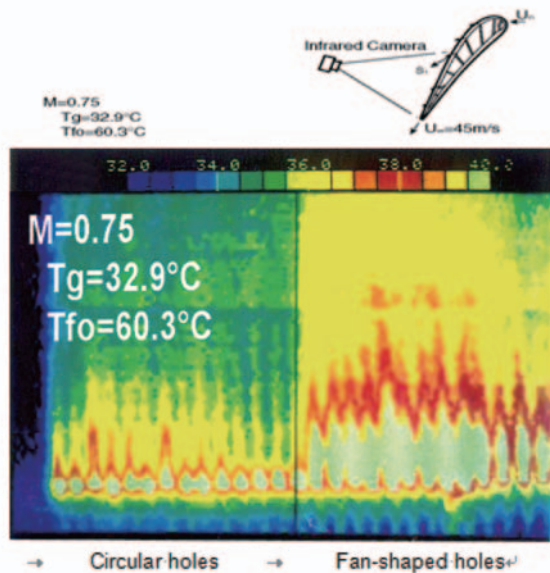 Infrared Camera
U∞
S₁
U∞=45m/s
M=0.75
Tg=32.9°C
Tfo=60.3°C
32.0 34.0 36.0 38.0 40.0
M=0.75
Tg=32.9°C
Tfo=60.3°C
→ Circular·holes → Fan-shaped·holes↵